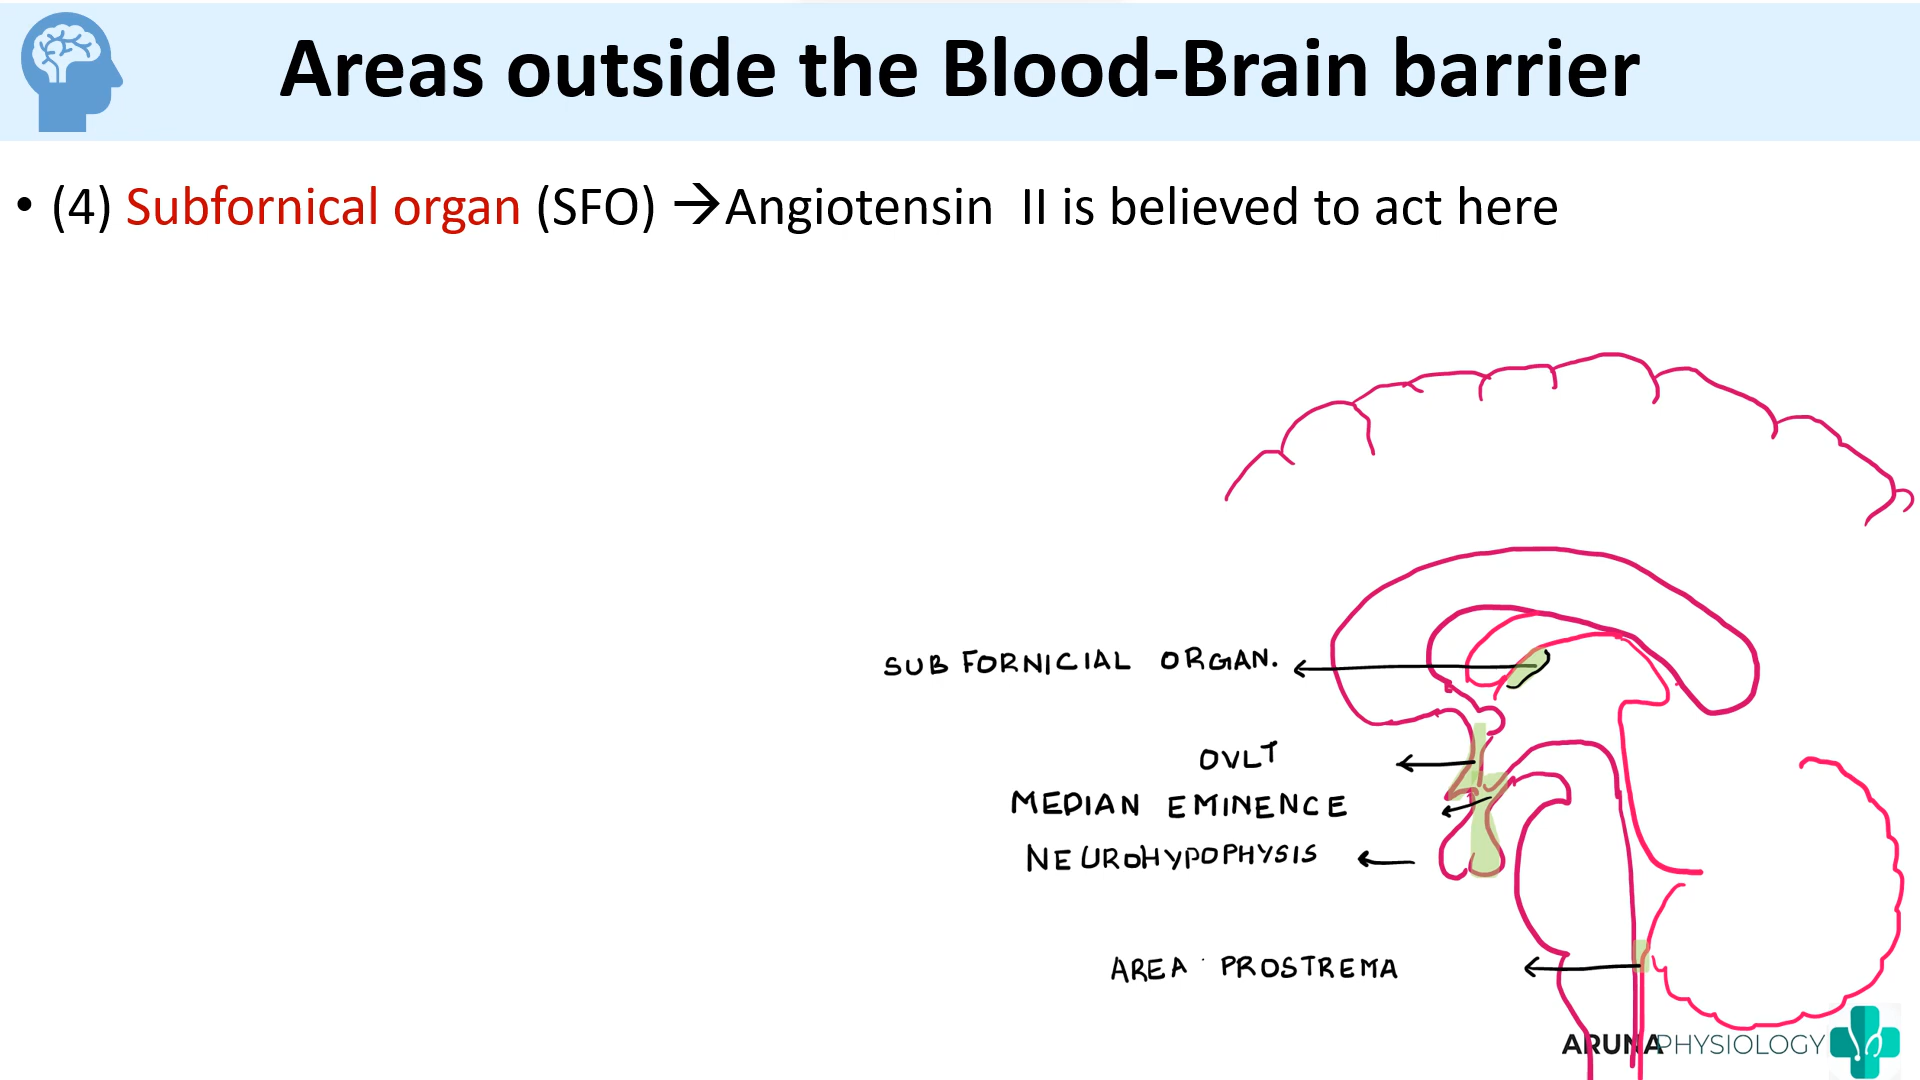 Areas outside the Blood-Brain barrier
• (4) Subfornical organ (SFO) →Angiotensin II is believed to act here
SUB FORNICIAL ORGAN.
OVLT
MEDIAN EMINENCE
NEUROHYPOPHYSIS
AREA PROSTREMA
ARUNAPHYSIOLOGY